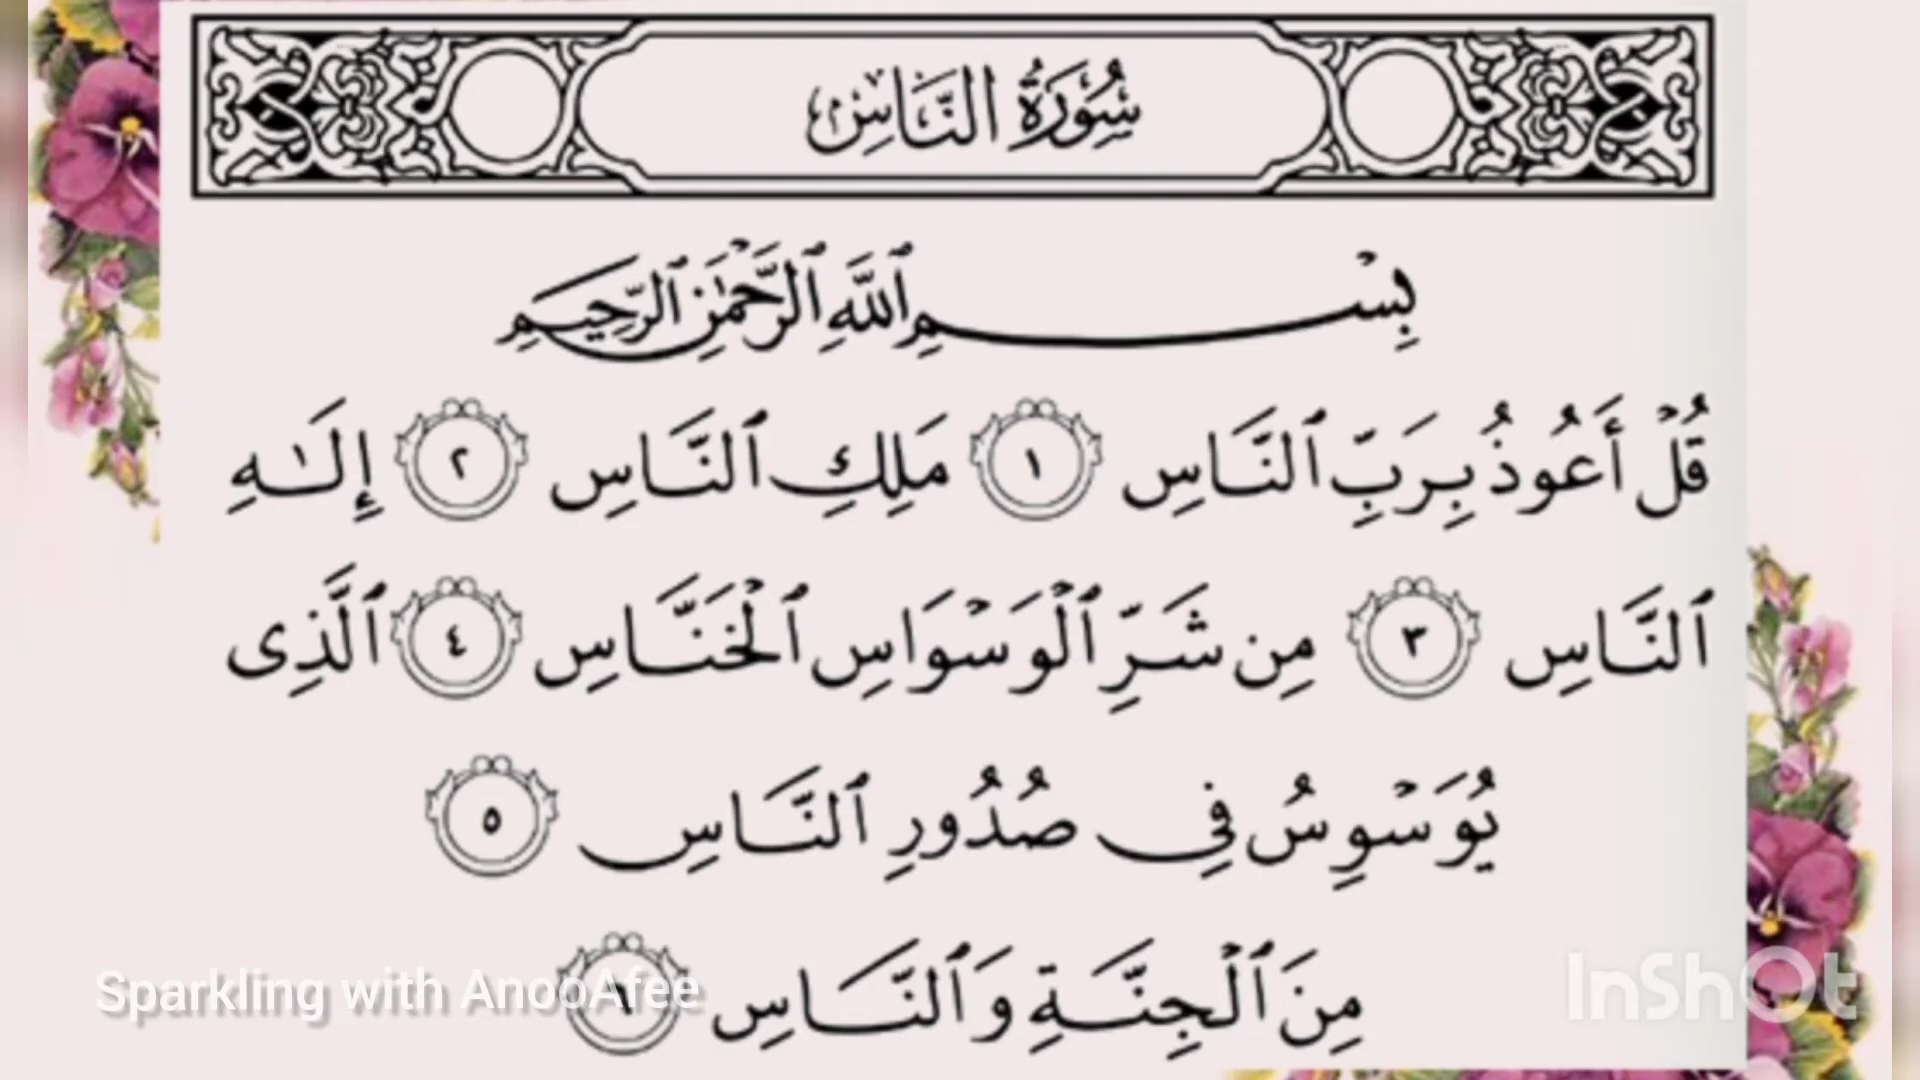 سُورَةُ النَّاسِ
بِسْمِ ٱللَّهِ ٱلرَّحْمَٰنِ ٱلرَّحِيمِ
قُلْ أَعُوذُ بِرَبِّ ٱلنَّاسِ ١ مَلِكِ ٱلنَّاسِ ٢ إِلَـٰهِ
ٱلنَّاسِ ٣ مِن شَرِّ ٱلْوَسْوَاسِ ٱلْخَنَّاسِ ٤ ٱلَّذِى
يُوَسْوِسُ فِى صُدُورِ ٱلنَّاسِ ٥
مِنَ ٱلْجِنَّةِ وَٱلنَّاسِ ٦
Sparkling with AnooAfee
InShOt